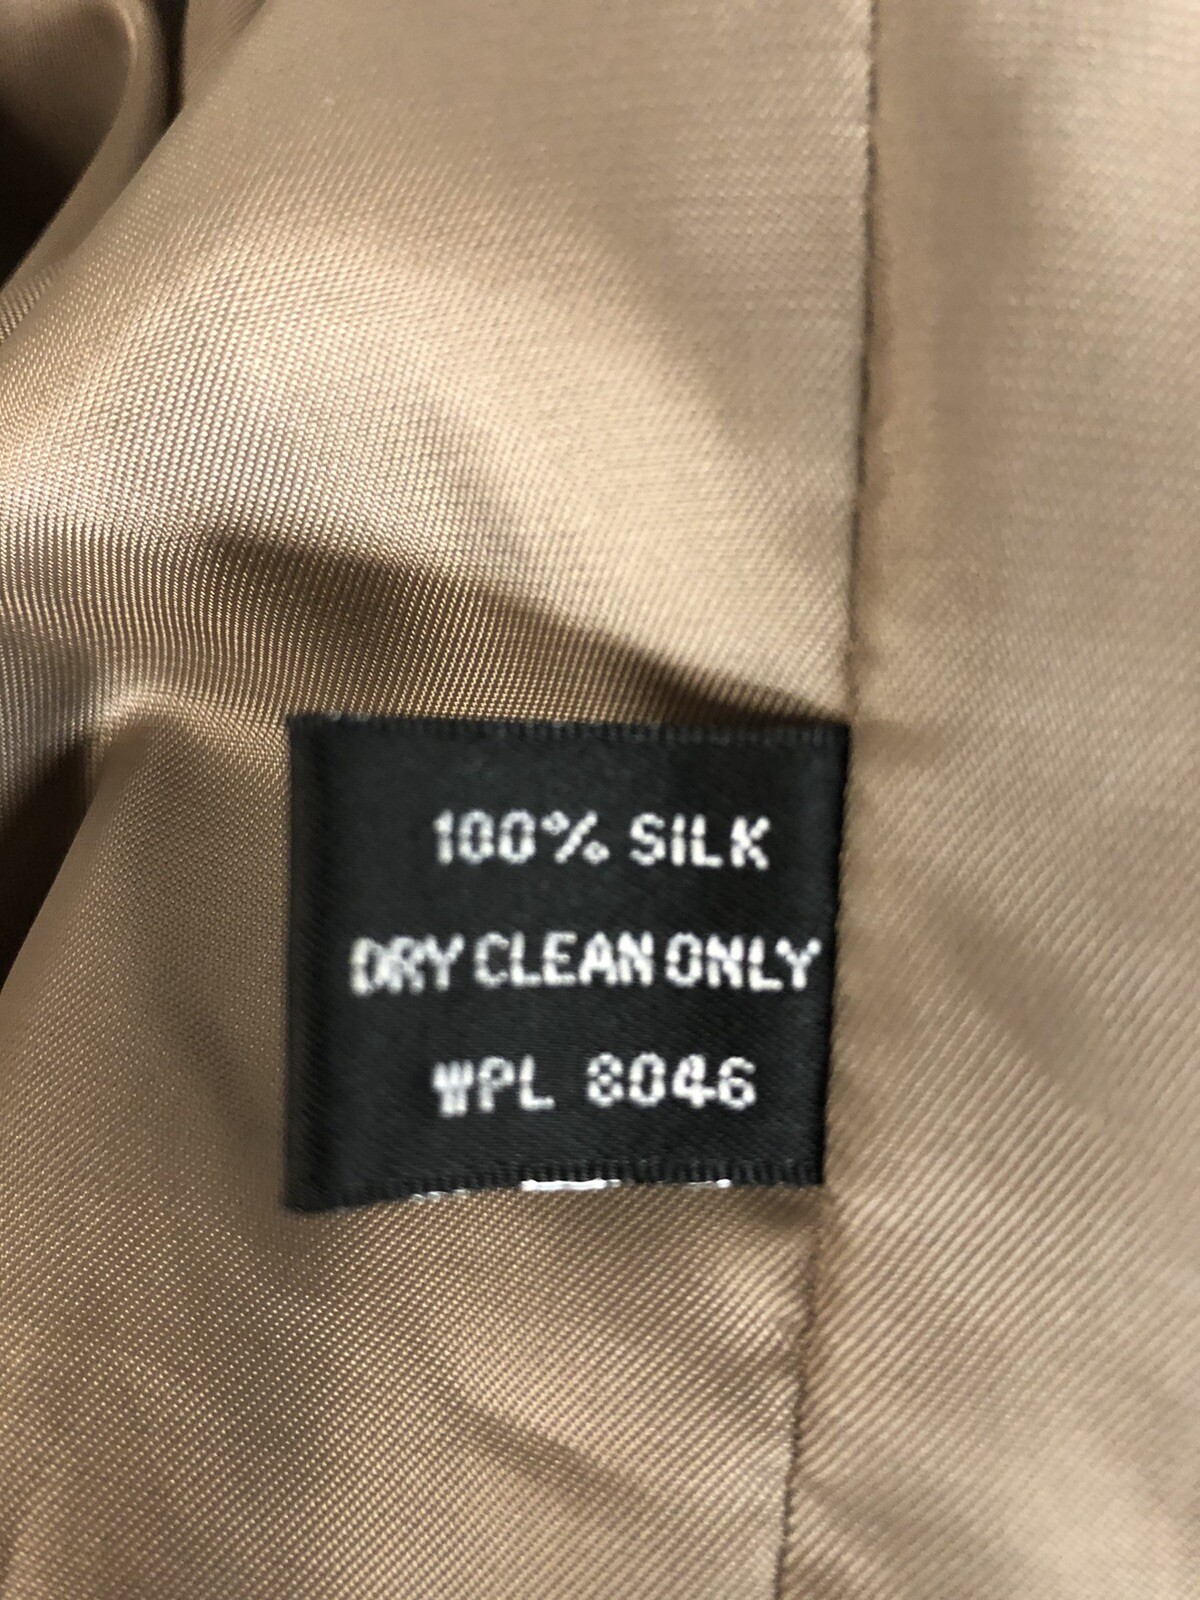 100% SILK
DRY CLEAN ONLY
WPL 8046